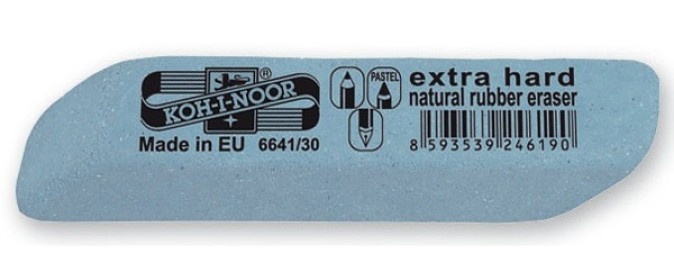 KOH-I-NOOR®
Made in EU 6641/30
PASTEL
extra hard
natural rubber eraser
8 593539 246190